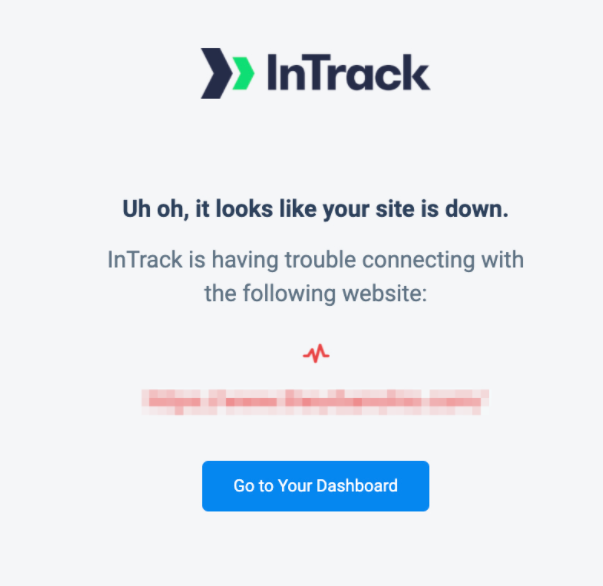 InTrack
Uh oh, it looks like your site is down.
InTrack is having trouble connecting with
the following website:
Go to Your Dashboard